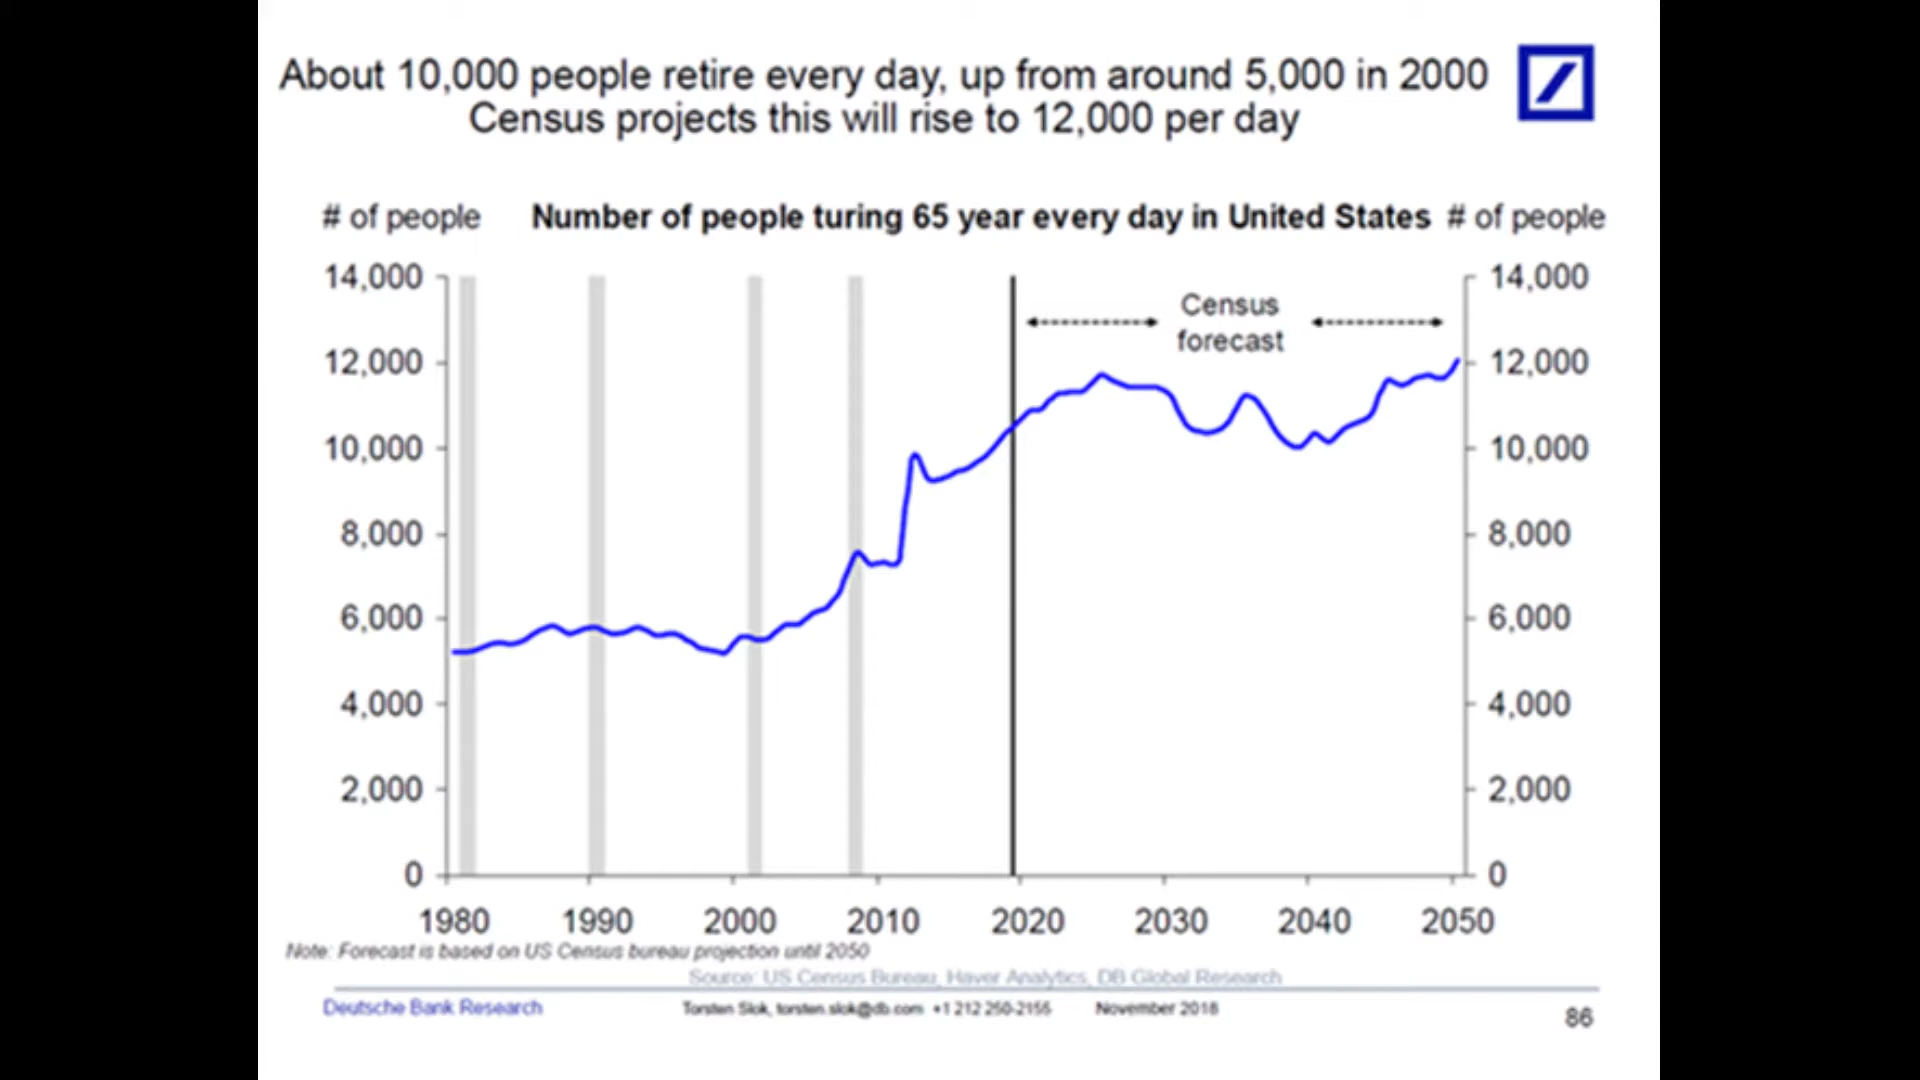 About 10,000 people retire every day, up from around 5,000 in 2000
Census projects this will rise to 12,000 per day
# of people
Number of people turing 65 year every day in United States
# of people
14,000
14,000
Census
forecast
12,000
12,000
10,000
10,000
8,000
8,000
6,000
6,000
4,000
4,000
2,000
2,000
0
0
1980 1990 2000 2010 2020 2030 2040 2050
Note: Forecast is based on US Census bureau projection until 2050
Source: US Census Bureau, Haver Analytics, DB Global Research
Deutsche Bank Research
Torsten Slok, torsten.slok@db.com +1 212 250-2155
November 2018
86